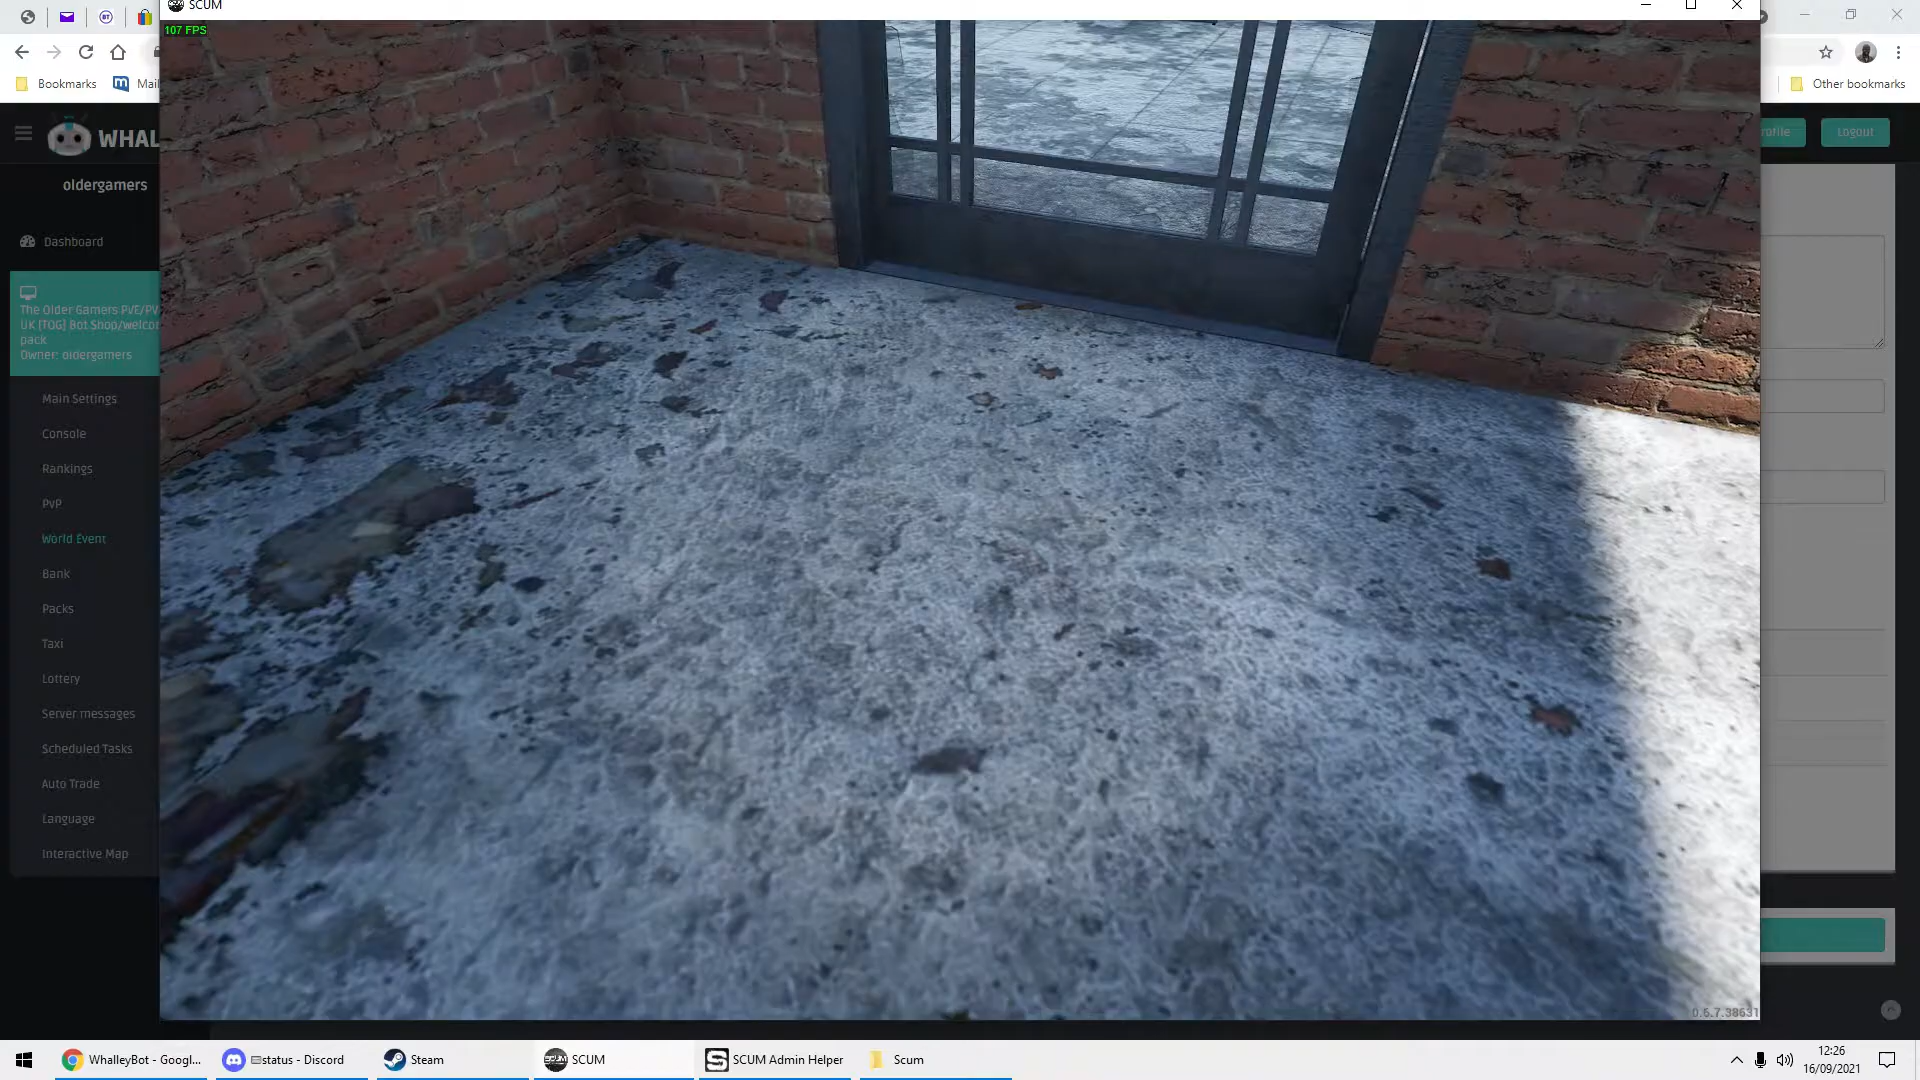 SCUM
107 FPS
Bookmarks
Mail
Other bookmarks
WHAL
Logout
oldergamers
Dashboard
The Older Gamers PVE/PV
UK [TOG] Bot Shop/welco
pack
Owner: oldergamers
Main Settings
Console
Rankings
PvP
World Event
Bank
Packs
Taxi
Lottery
Server messages
Scheduled Tasks
Auto Trade
Language
Interactive Map
0.6.7.38631
WhalleyBot - Googl...
status - Discord
Steam
SCUM
SCUM Admin Helper
Scum
12:26
16/09/2021